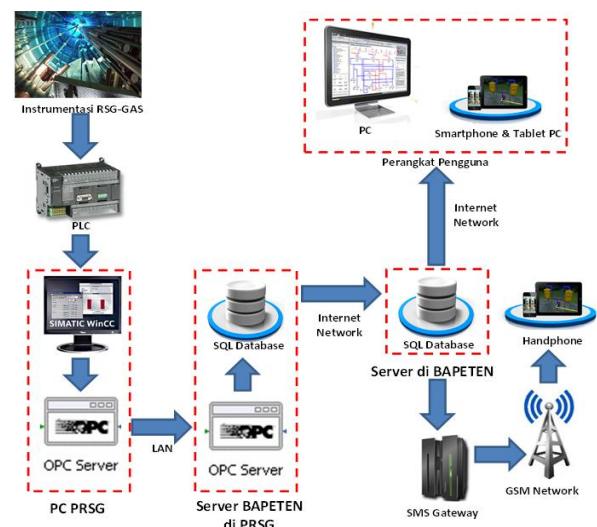 Instrumentasi RSG-GAS
PLC
SIMATIC WinCC
OPC
OPC Server
PC PRSG
LAN
SQL Database
OPC
OPC Server
Server BAPETEN
di PRSG
Internet
Network
PC
Smartphone & Tablet PC
Perangkat Pengguna
Internet
Network
SQL Database
Server di BAPETEN
SMS Gateway
GSM Network
Handphone